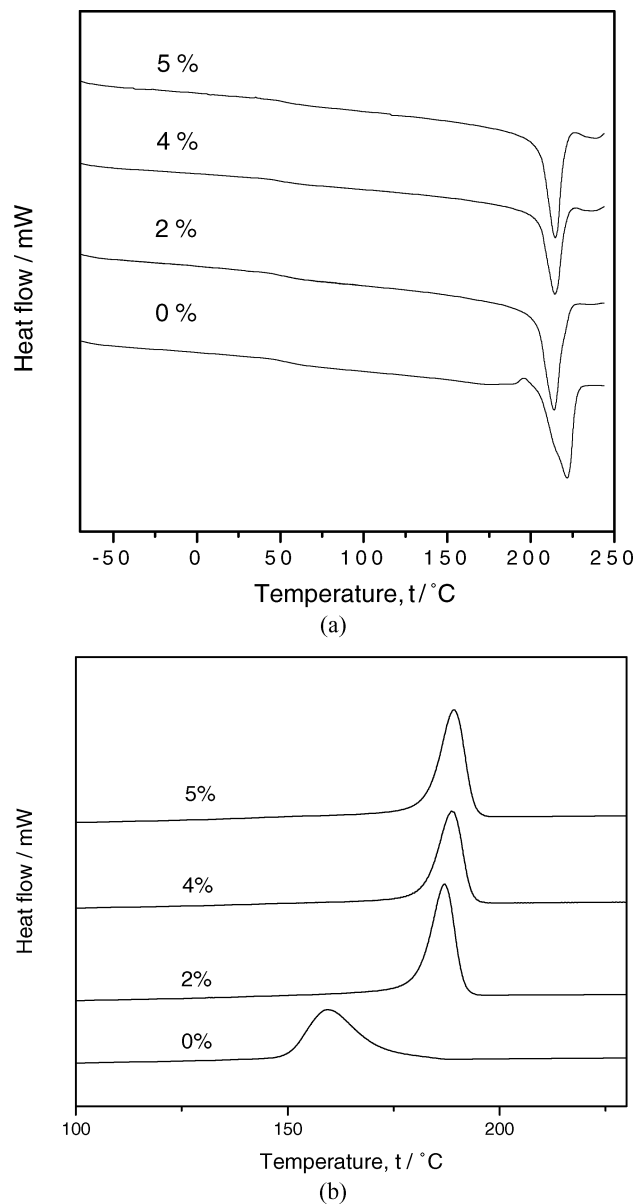 5 %
4 %
2 %
0 %
Heat flow / mW
-50 0 50 100 150 200 250
Temperature, t / °C
(a)
5%
4%
2%
0%
Heat flow / mW
100 150 200
Temperature, t / °C
(b)